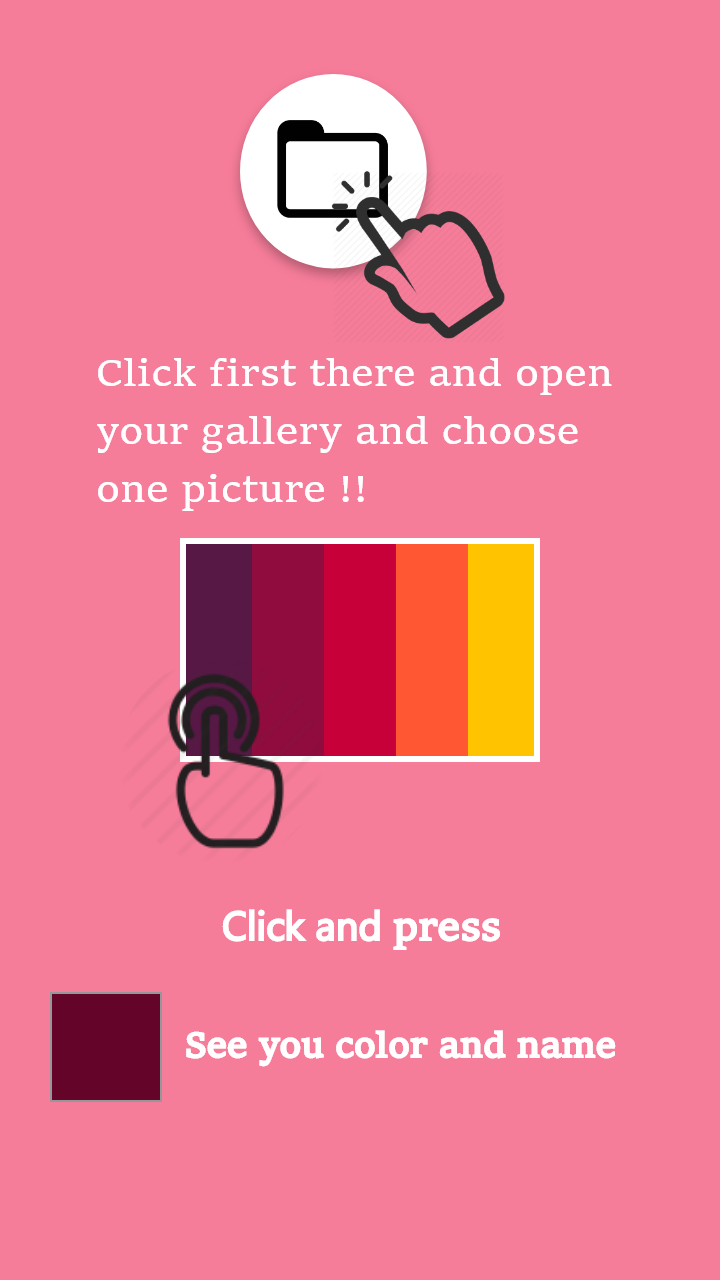 Click first there and open
your gallery and choose
one picture !!
Click and press
See you color and name